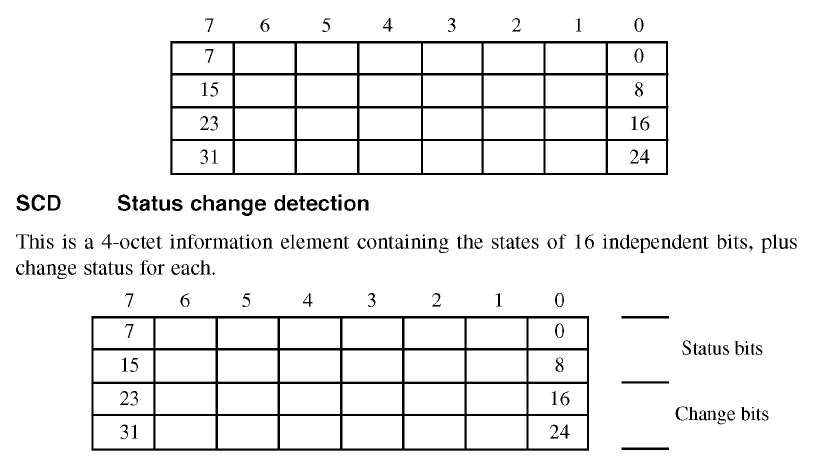 7 6 5 4 3 2 1 0
7 0
15 8
23 16
31 24
SCD Status change detection
This is a 4-octet information element containing the states of 16 independent bits, plus
change status for each.
7 6 5 4 3 2 1 0
7 0
Status bits
15 8
23 16
Change bits
31 24